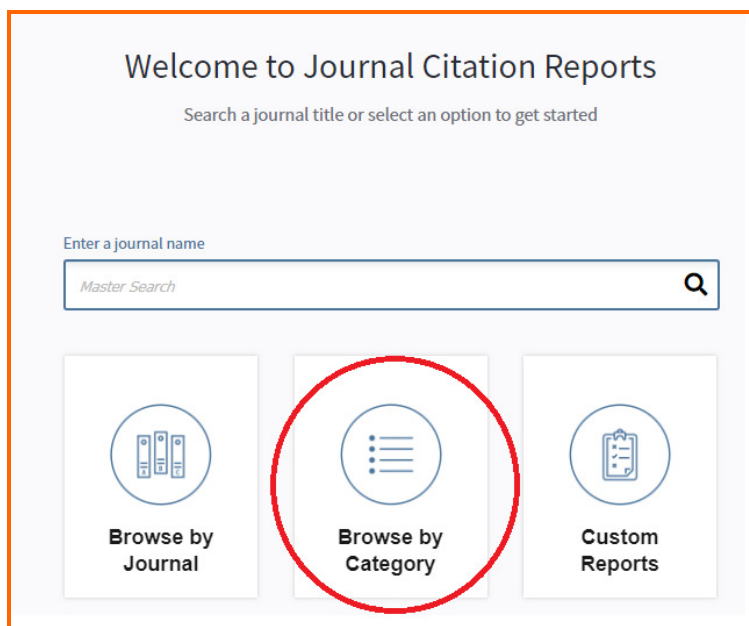 Welcome to Journal Citation Reports
Search a journal title or select an option to get started
Enter a journal name
Master Search
A B C
Browse by
Journal
Browse by
Category
Custom
Reports